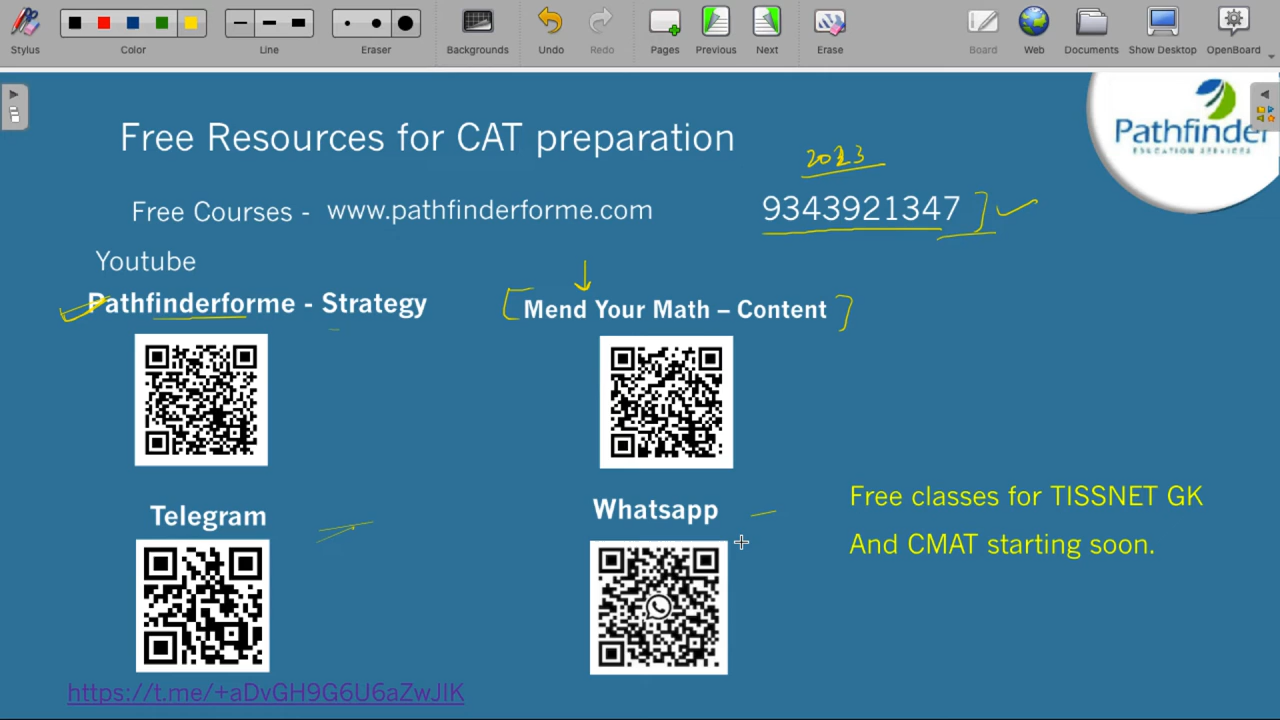 Stylus
Color
Line
Eraser
Backgrounds
Undo
Redo
Pages
Previous
Next
Erase
Board
Web
Documents
Show Desktop
OpenBoard
Pathfinder
EDUCATION SERVICES
Free Resources for CAT preparation
2023
Free Courses - www.pathfinderforme.com
9343921347
Youtube
Pathfinderforme - Strategy
Mend Your Math – Content
Telegram
Whatsapp
Free classes for TISSNET GK
And CMAT starting soon.
https://t.me/+aDvGH9G6U6aZwJlK